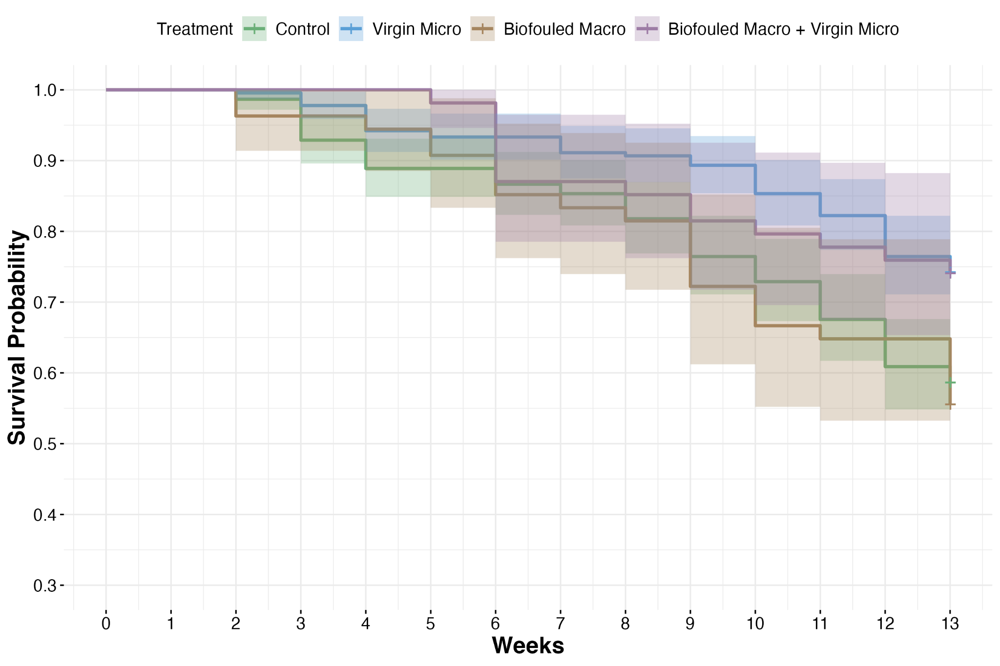 Treatment Control Virgin Micro Biofouled Macro Biofouled Macro + Virgin Micro
Survival Probability
1.0
0.9
0.8
0.7
0.6
0.5
0.4
0.3
0 1 2 3 4 5 6 7 8 9 10 11 12 13
Weeks